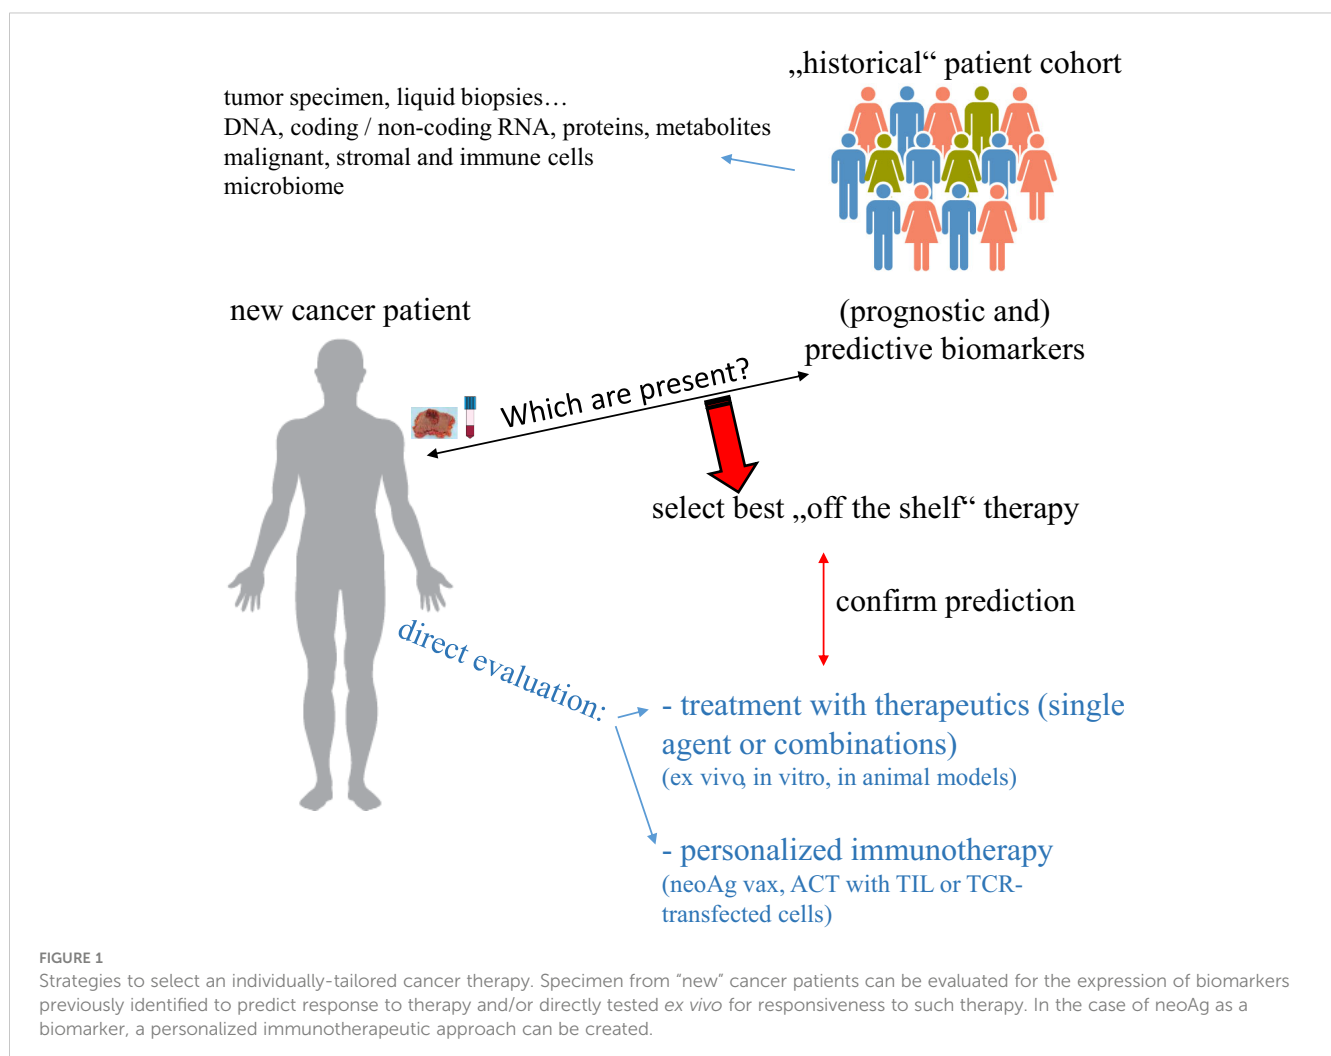 „historical“ patient cohort
tumor specimen, liquid biopsies…
DNA, coding / non-coding RNA, proteins, metabolites
malignant, stromal and immune cells
microbiome
new cancer patient
(prognostic and)
predictive biomarkers
Which are present?
select best „off the shelf“ therapy
confirm prediction
direct evaluation:
- treatment with therapeutics (single
agent or combinations)
(ex vivo, in vitro, in animal models)
- personalized immunotherapy
(neoAg vax, ACT with TIL or TCR-
transfected cells)
FIGURE 1
Strategies to select an individually-tailored cancer therapy. Specimen from “new” cancer patients can be evaluated for the expression of biomarkers
previously identified to predict response to therapy and/or directly tested ex vivo for responsiveness to such therapy. In the case of neoAg as a
biomarker, a personalized immunotherapeutic approach can be created.